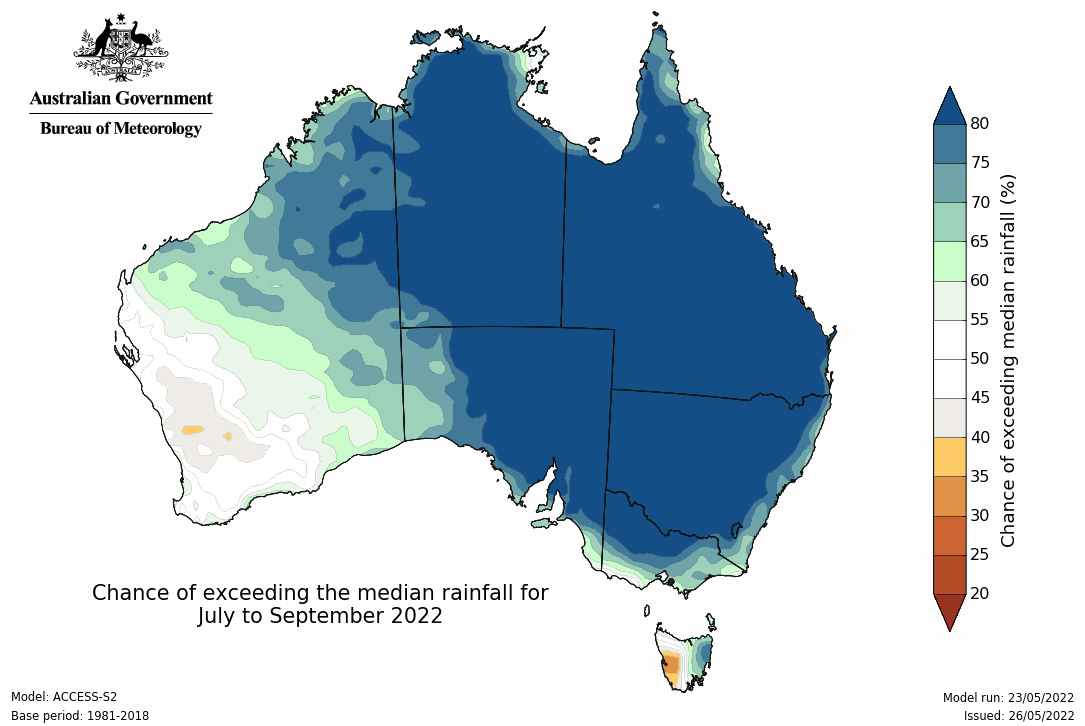 Australian Government
Bureau of Meteorology
80
75
70
65
60
55
50
45
40
35
30
25
20
Chance of exceeding median rainfall (%)
Chance of exceeding the median rainfall for
July to September 2022
Model: ACCESS-S2
Base period: 1981-2018
Model run: 23/05/2022
Issued: 26/05/2022